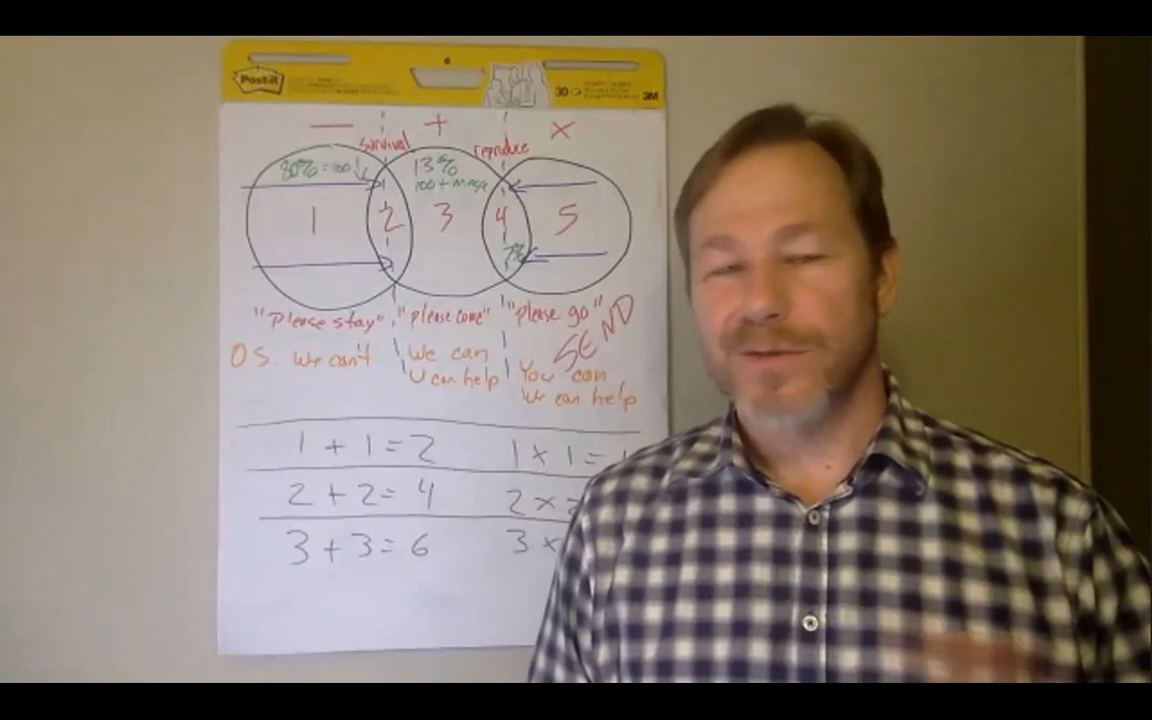 Post-it
30
3M
— + ×
survival reproduce
80% = 100 ↓ 13%
100 +
1 2 3 4 5
7%
"Please stay" "please come" "please go"
SEND
OS. We can't We can You can
U can help We can help
1 + 1 = 2 1 × 1 =
2 + 2 = 4 2 ×
3 + 3 = 6 3 ×